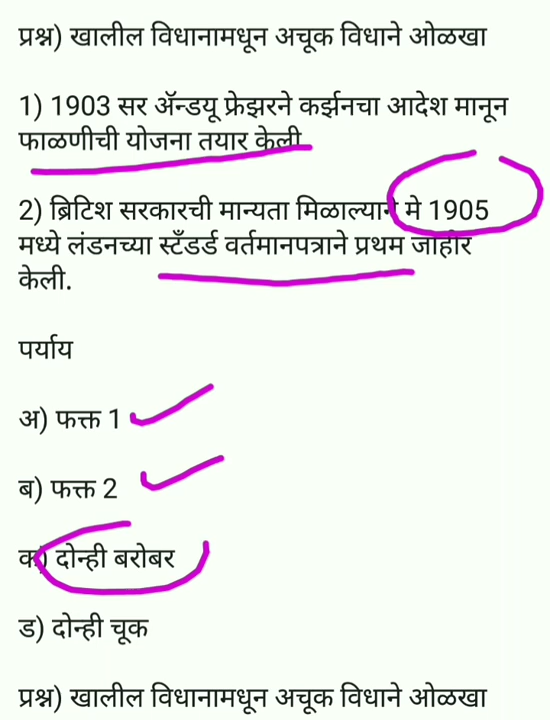 प्रश्न) खालील विधानामधून अचूक विधाने ओळखा
1) 1903 सर ॲन्डयू फ्रेझरने कर्झनचा आदेश मानून
फाळणीची योजना तयार केली
2) ब्रिटिश सरकारची मान्यता मिळाल्याने मे 1905
मध्ये लंडनच्या स्टँडर्ड वर्तमानपत्राने प्रथम जाहीर
केली.
पर्याय
अ) फक्त 1
ब) फक्त 2
क) दोन्ही बरोबर
ड) दोन्ही चूक
प्रश्न) खालील विधानामधून अचूक विधाने ओळखा